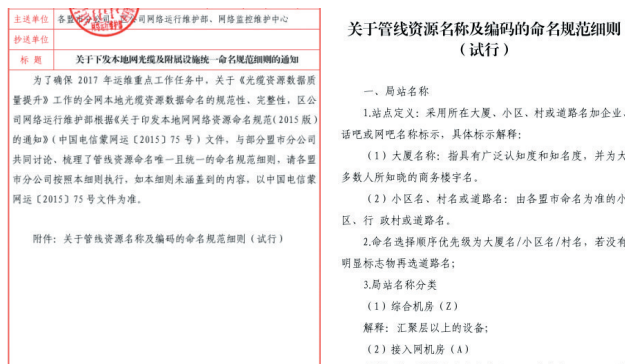 主送单位 各盟市分公司、区公司网络运行维护部、网络监控维护中心
抄送单位
标 题 关于下发本地网光缆及附属设施统一命名规范细则的通知
为了确保 2017 年运维重点工作任务中，关于《光缆资源数据质
量提升》工作的全网本地光缆资源数据命名的规范性、完整性，区公
司网络运行维护部根据《关于印发本地网网络资源命名规范(2015 版)
的通知》（中国电信蒙网运〔2015〕75 号）文件，与部分盟市分公司
共同讨论、梳理了管线资源命名唯一且统一的命名规范细则，请各盟
市分公司按照本细则执行，如本细则未涵盖到的内容，以中国电信蒙
网运〔2015〕75 号文件为准。
附件：关于管线资源名称及编码的命名规范细则（试行）
关于管线资源名称及编码的命名规范细则
（试行）
一、局站名称
1.站点定义：采用所在大厦、小区、村或道路名加企业、
话吧或网吧名称标示，具体标示解释：
（1）大厦名称：指具有广泛认知度和知名度，并为大
多数人所知晓的商务楼宇名。
（2）小区名、村名或道路名：由各盟市命名为准的小
区、行 政村或道路名。
2.命名选择顺序优先级为大厦名/小区名/村名，若没有
明显标志物再选道路名；
3.局站名称分类
（1）综合机房（Z）
解释：汇聚层以上的设备；
（2）接入网机房（A）